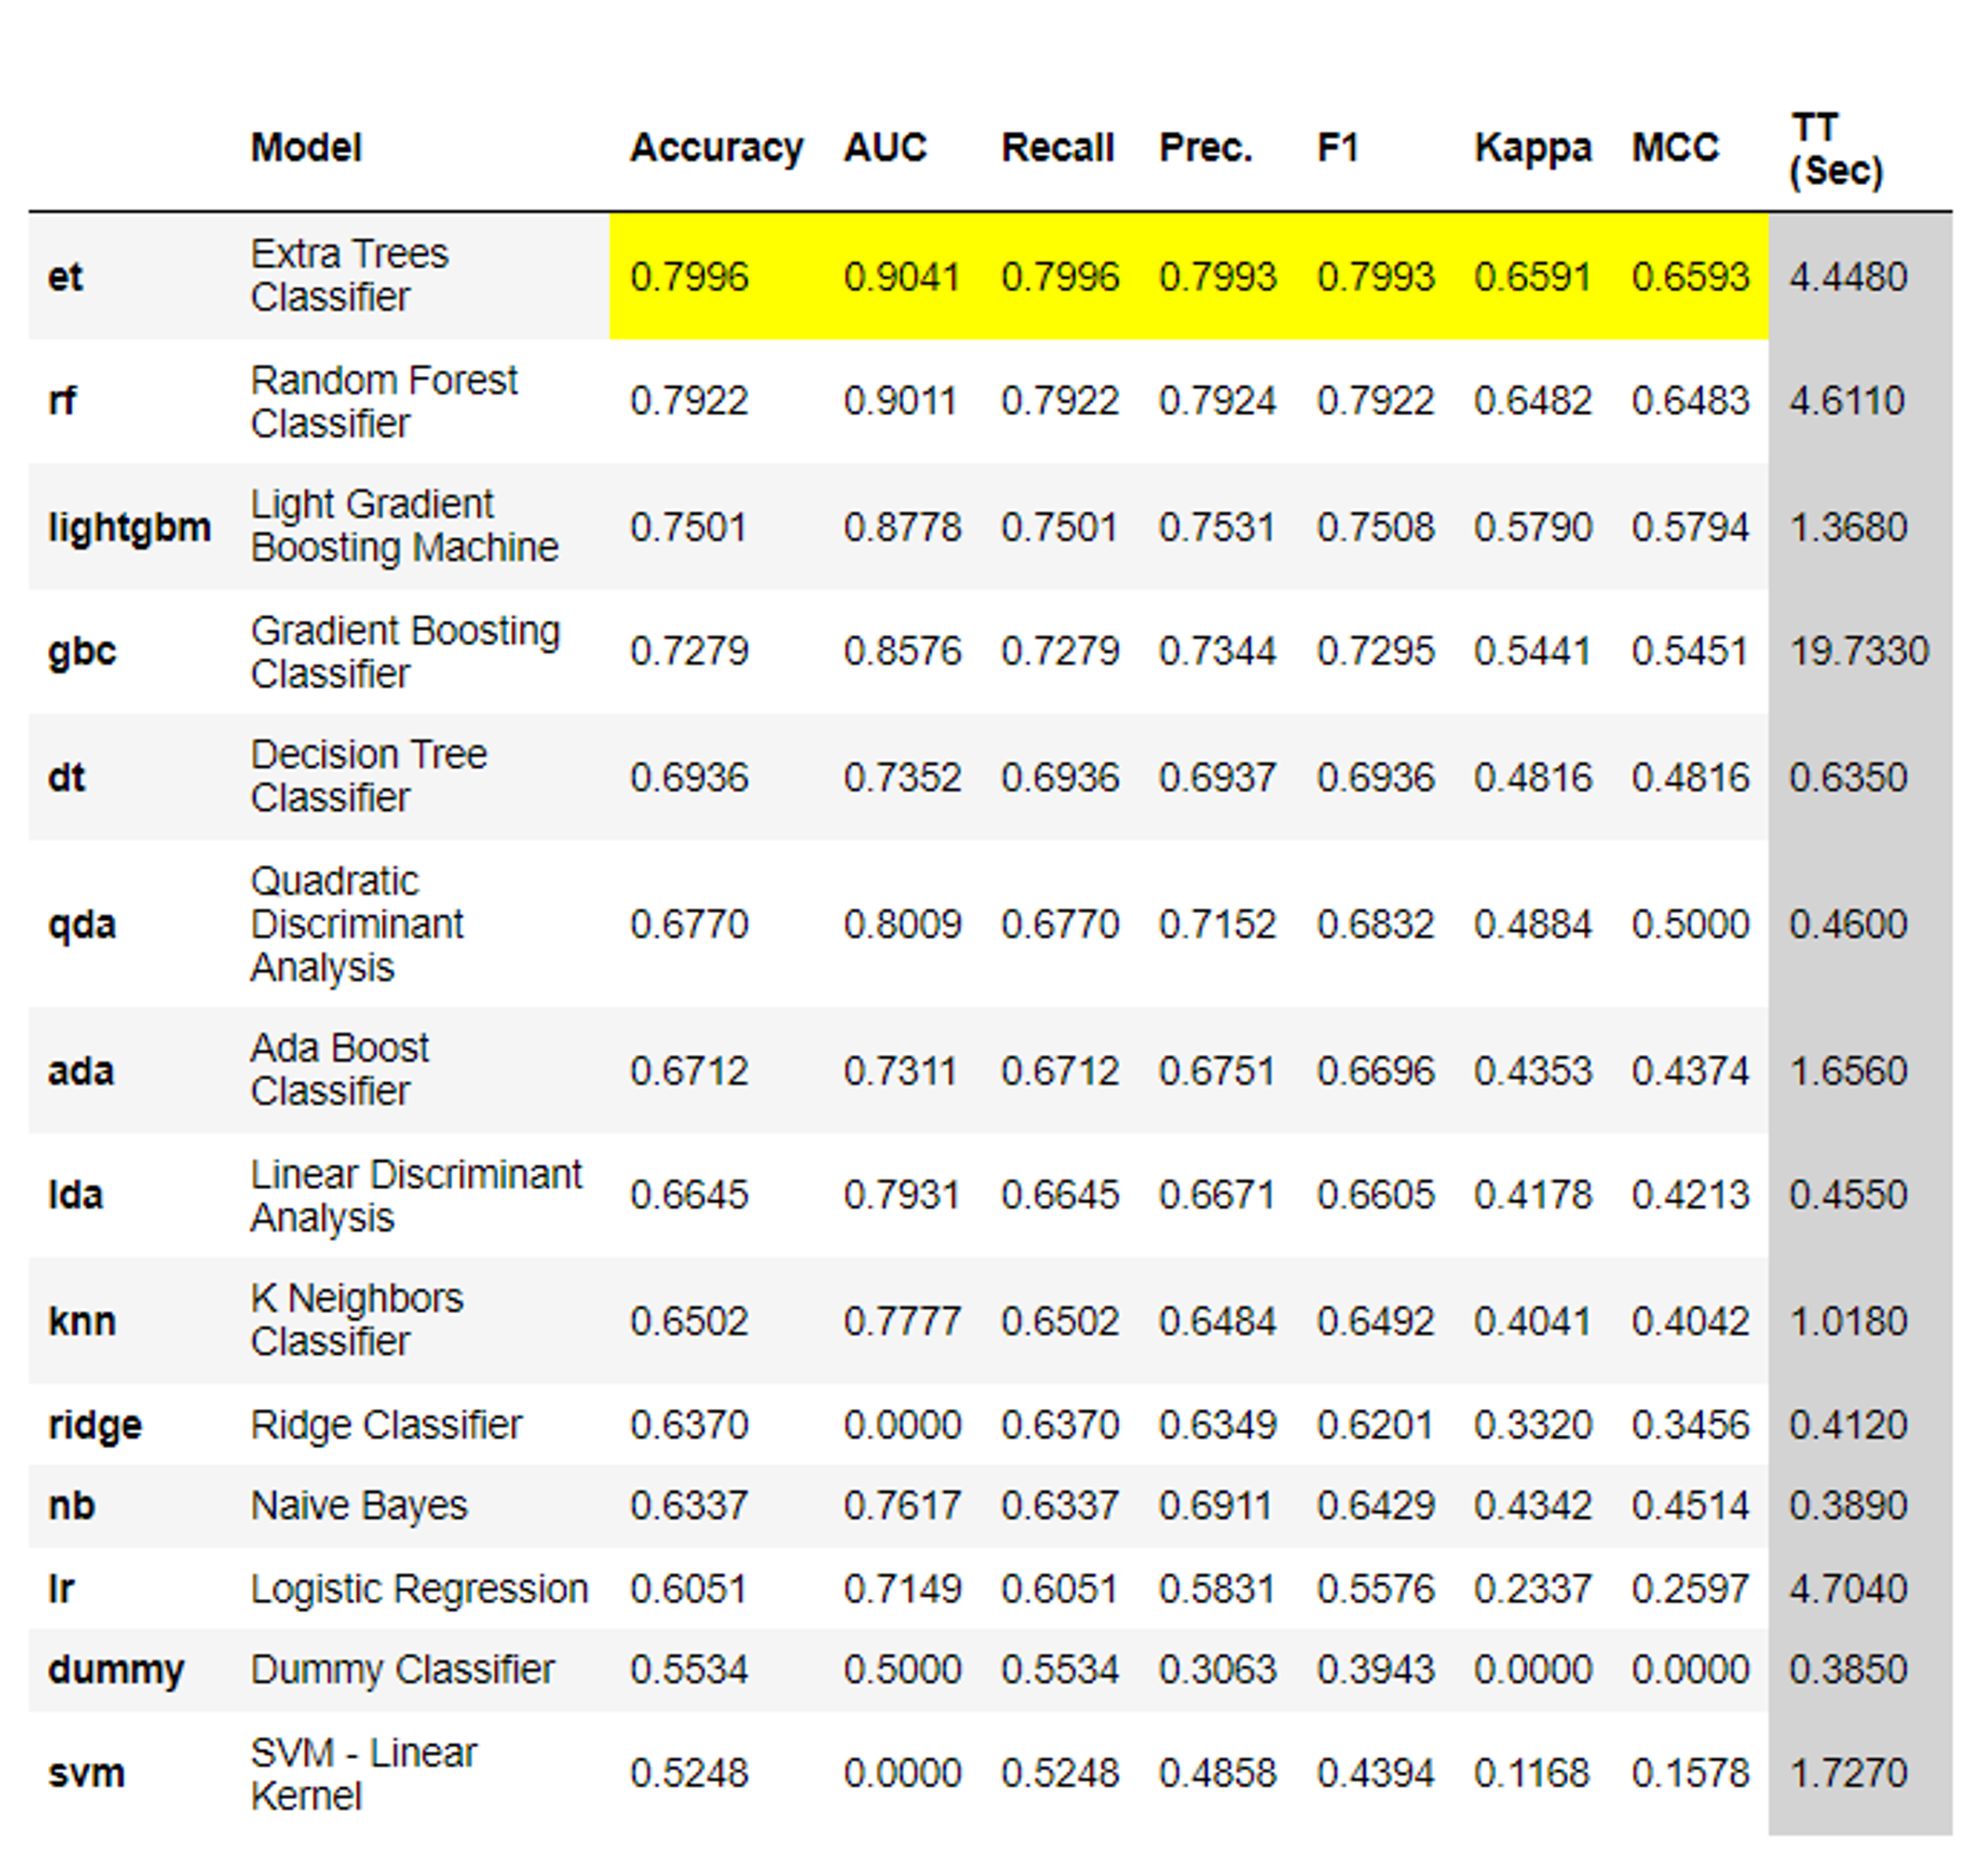 Model Accuracy AUC Recall Prec. F1 Kappa MCC TT (Sec)
et Extra Trees Classifier 0.7996 0.9041 0.7996 0.7993 0.7993 0.6591 0.6593 4.4480
rf Random Forest Classifier 0.7922 0.9011 0.7922 0.7924 0.7922 0.6482 0.6483 4.6110
lightgbm Light Gradient Boosting Machine 0.7501 0.8778 0.7501 0.7531 0.7508 0.5790 0.5794 1.3680
gbc Gradient Boosting Classifier 0.7279 0.8576 0.7279 0.7344 0.7295 0.5441 0.5451 19.7330
dt Decision Tree Classifier 0.6936 0.7352 0.6936 0.6937 0.6936 0.4816 0.4816 0.6350
qda Quadratic Discriminant Analysis 0.6770 0.8009 0.6770 0.7152 0.6832 0.4884 0.5000 0.4600
ada Ada Boost Classifier 0.6712 0.7311 0.6712 0.6751 0.6696 0.4353 0.4374 1.6560
lda Linear Discriminant Analysis 0.6645 0.7931 0.6645 0.6671 0.6605 0.4178 0.4213 0.4550
knn K Neighbors Classifier 0.6502 0.7777 0.6502 0.6484 0.6492 0.4041 0.4042 1.0180
ridge Ridge Classifier 0.6370 0.0000 0.6370 0.6349 0.6201 0.3320 0.3456 0.4120
nb Naive Bayes 0.6337 0.7617 0.6337 0.6911 0.6429 0.4342 0.4514 0.3890
lr Logistic Regression 0.6051 0.7149 0.6051 0.5831 0.5576 0.2337 0.2597 4.7040
dummy Dummy Classifier 0.5534 0.5000 0.5534 0.3063 0.3943 0.0000 0.0000 0.3850
svm SVM - Linear Kernel 0.5248 0.0000 0.5248 0.4858 0.4394 0.1168 0.1578 1.7270